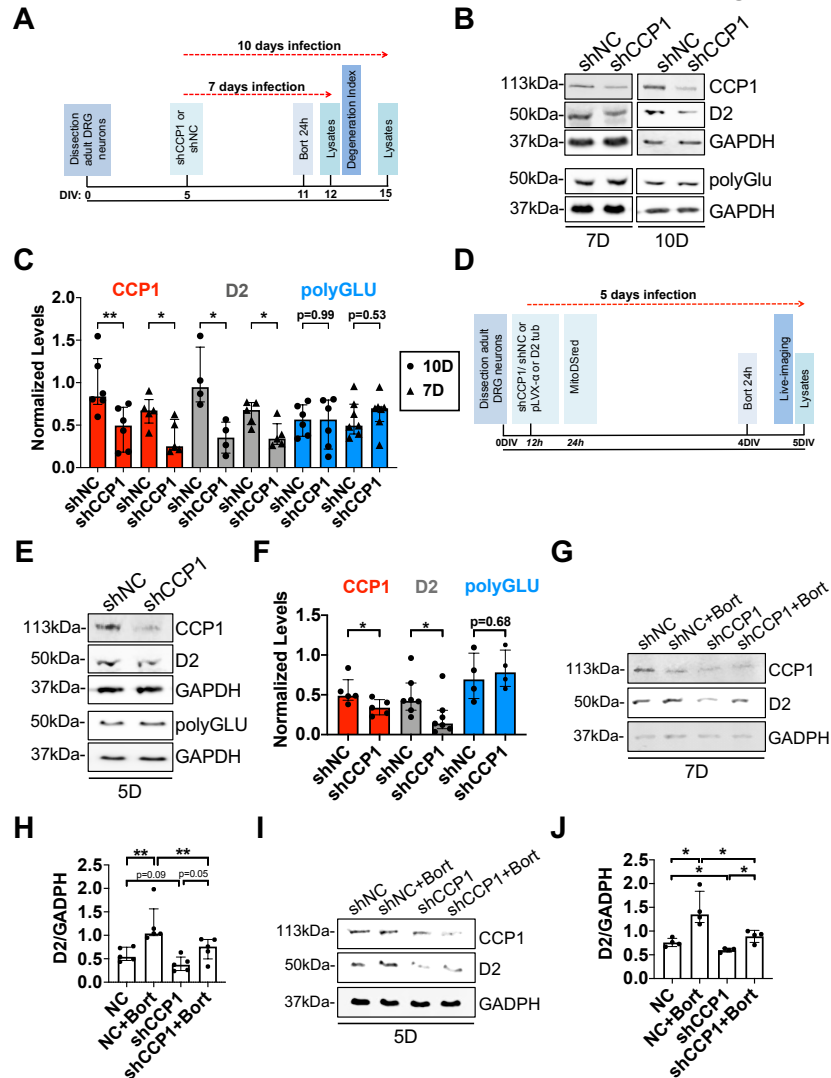 A
10 days infection
7 days infection
Dissection
adult DRG
neurons
shCCP1 or
shNC
Bort 24h
Lysates
Degeneration Index
Lysates
DIV: 0
5
11
12
15
B
shNC
shCCP1
shNC
shCCP1
113kDa-
CCP1
50kDa-
D2
37kDa-
GAPDH
50kDa-
polyGlu
37kDa-
GAPDH
7D
10D
C
CCP1
D2
polyGLU
Normalized Levels
2.0
1.5
1.0
0.5
0.0
**
*
*
*
p=0.99
p=0.53
10D
7D
shNC
shCCP1
shNC
shCCP1
shNC
shCCP1
shNC
shCCP1
shNC
shCCP1
shNC
shCCP1
D
5 days infection
Dissection adult
DRG neurons
shCCP1/ shNC or
pLVX-α or D2 tub
MitoDSred
Bort 24h
Live-imaging
Lysates
0DIV
12h
24h
4DIV
5DIV
E
shNC
shCCP1
113kDa-
CCP1
50kDa-
D2
37kDa-
GAPDH
50kDa-
polyGLU
37kDa-
GAPDH
5D
F
CCP1
D2
polyGLU
Normalized Levels
1.5
1.0
0.5
0.0
*
*
p=0.68
shNC
shCCP1
shNC
shCCP1
shNC
shCCP1
G
shNC
shNC+Bort
shCCP1
shCCP1+Bort
113kDa-
CCP1
50kDa-
D2
37kDa-
GADPH
7D
H
D2/GADPH
2.5
2.0
1.5
1.0
0.5
0.0
**
**
p=0.09
p=0.05
NC
NC+Bort
shCCP1
shCCP1+Bort
I
shNC
shNC+Bort
shCCP1
shCCP1+Bort
113kDa-
CCP1
50kDa-
D2
37kDa-
GADPH
5D
J
D2/GADPH
2.5
2.0
1.5
1.0
0.5
0.0
*
*
*
*
NC
NC+Bort
shCCP1
shCCP1+Bort